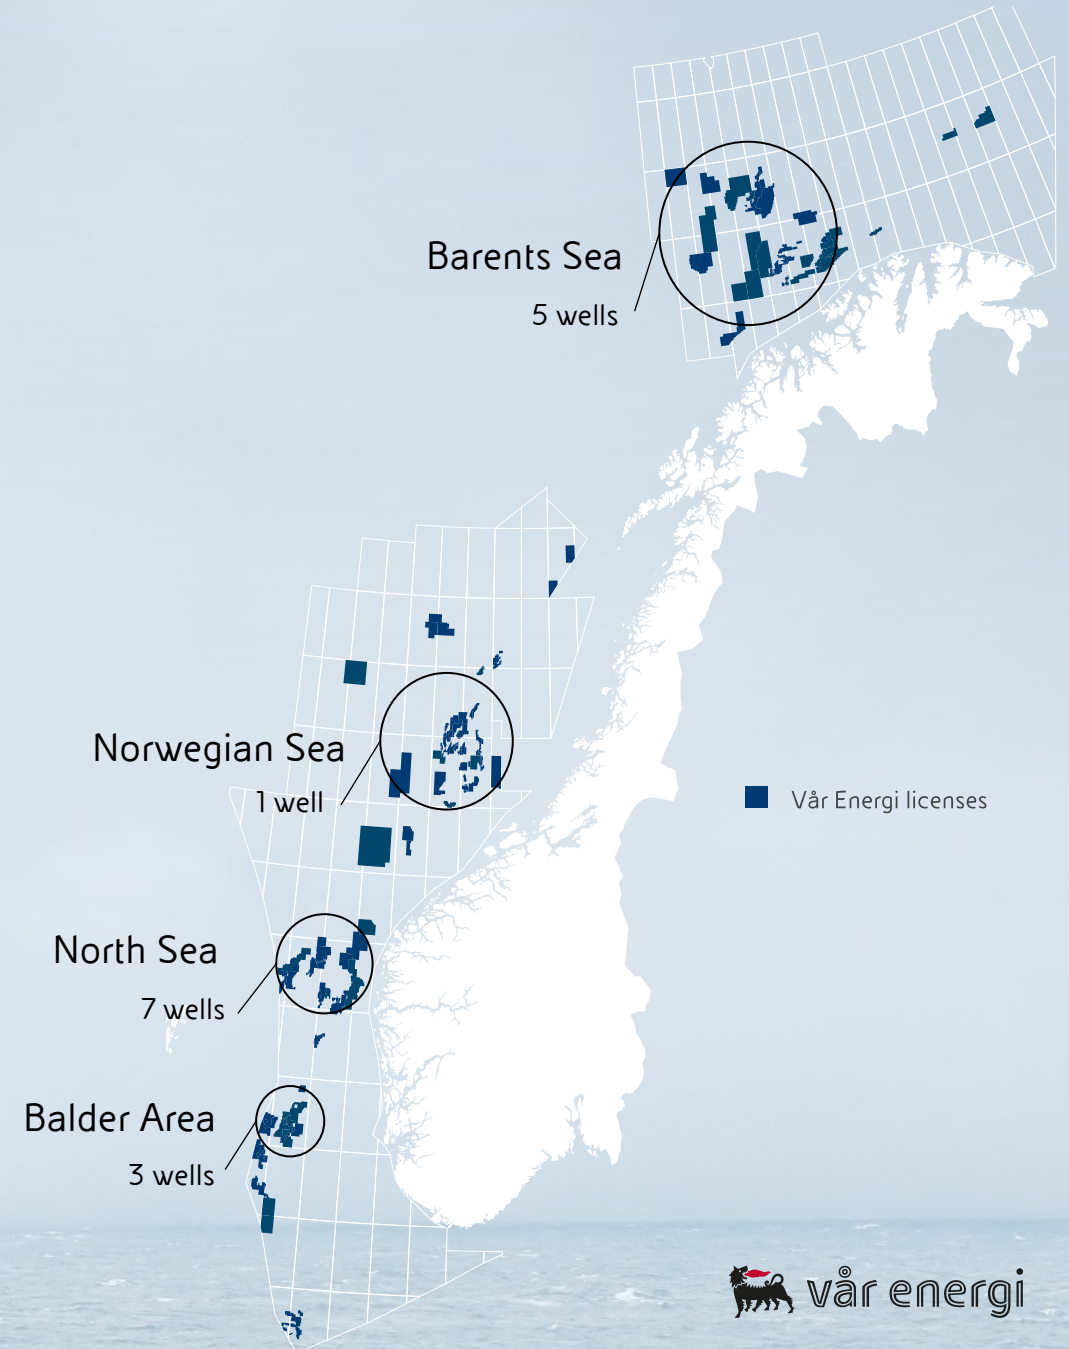 Barents Sea
5 wells
Norwegian Sea
1 well
Vår Energi licenses
North Sea
7 wells
Balder Area
3 wells
vår energi